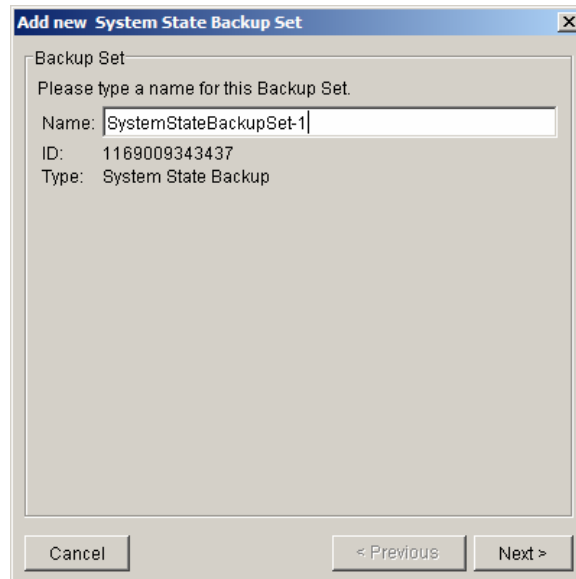 Add new System State Backup Set
Backup Set
Please type a name for this Backup Set.
Name: SystemStateBackupSet-1
ID: 1169009343437
Type: System State Backup
Cancel < Previous Next >